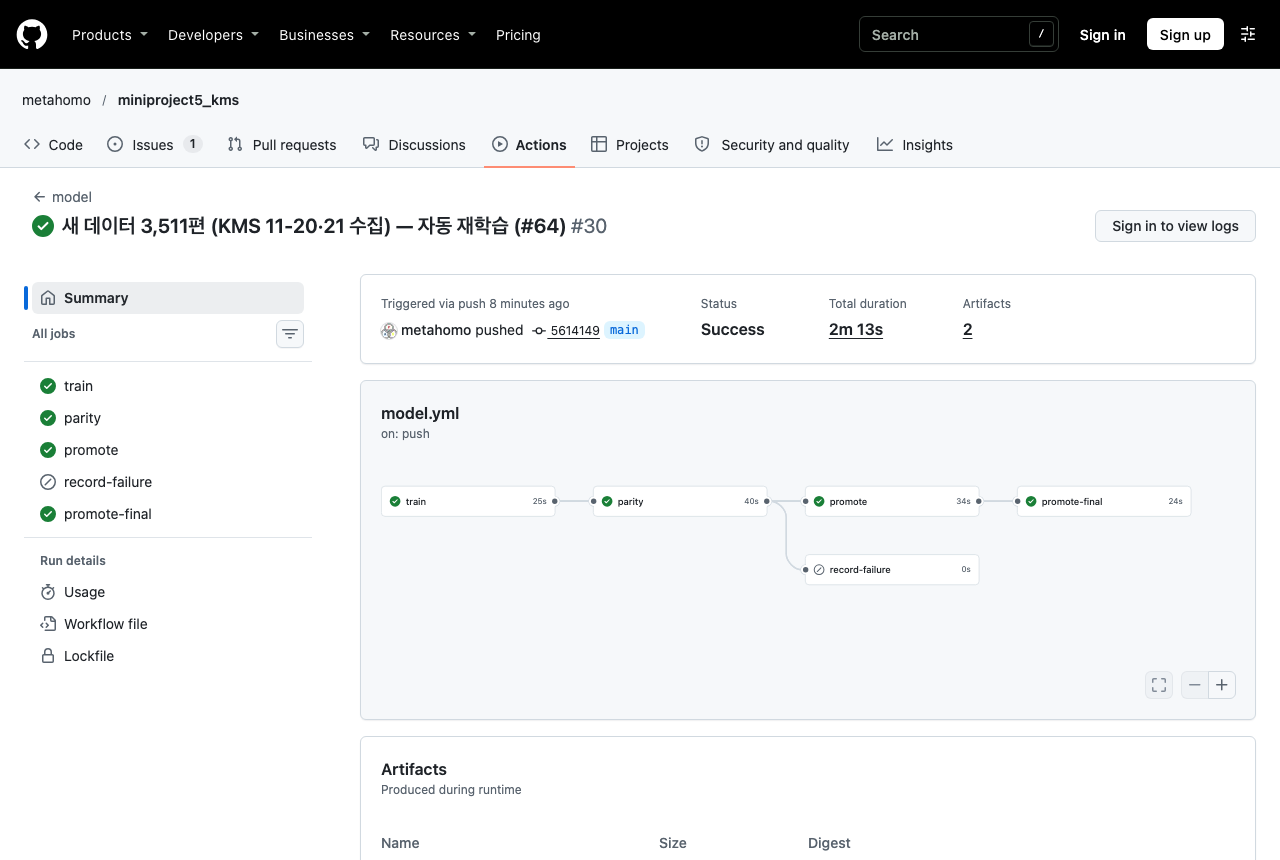 Products Developers Businesses Resources Pricing Search / Sign in Sign up
metahomo / miniproject5_kms
Code Issues 1 Pull requests Discussions Actions Projects Security and quality Insights
← model
새 데이터 3,511편 (KMS 11-20·21 수집) — 자동 재학습 (#64) #30
Sign in to view logs
Summary
All jobs
train
parity
promote
record-failure
promote-final
Run details
Usage
Workflow file
Lockfile
Triggered via push 8 minutes ago
metahomo pushed 5614149 main
Status
Success
Total duration
2m 13s
Artifacts
2
model.yml
on: push
train 25s
parity 40s
promote 34s
promote-final 24s
record-failure 0s
Artifacts
Produced during runtime
Name Size Digest